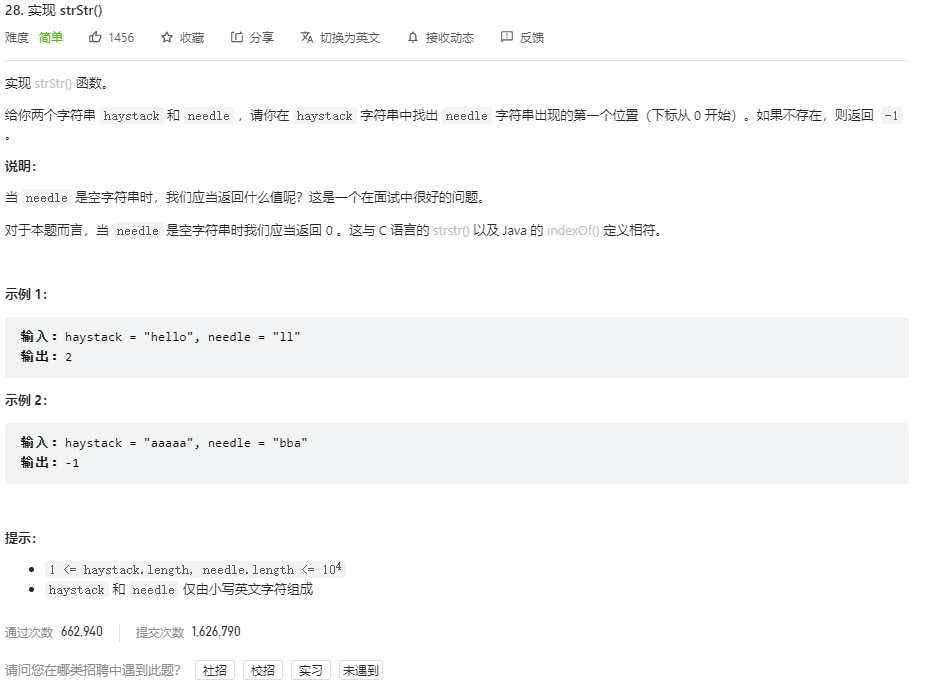 28. 实现 strStr()
难度 简单 1456 收藏 分享 切换为英文 接收动态 反馈
实现 strStr() 函数。
给你两个字符串 haystack 和 needle ，请你在 haystack 字符串中找出 needle 字符串出现的第一个位置（下标从 0 开始）。如果不存在，则返回 -1
。
说明：
当 needle 是空字符串时，我们应当返回什么值呢？这是一个在面试中很好的问题。
对于本题而言，当 needle 是空字符串时我们应当返回 0 。这与 C 语言的 strstr() 以及 Java 的 indexOf() 定义相符。
示例 1：
输入：haystack = "hello", needle = "ll"
输出：2
示例 2：
输入：haystack = "aaaaa", needle = "bba"
输出：-1
提示：
1 <= haystack.length, needle.length <= 10⁴
haystack 和 needle 仅由小写英文字符组成
通过次数 662,940 提交次数 1,626,790
请问您在哪类招聘中遇到此题？ 社招 校招 实习 未遇到